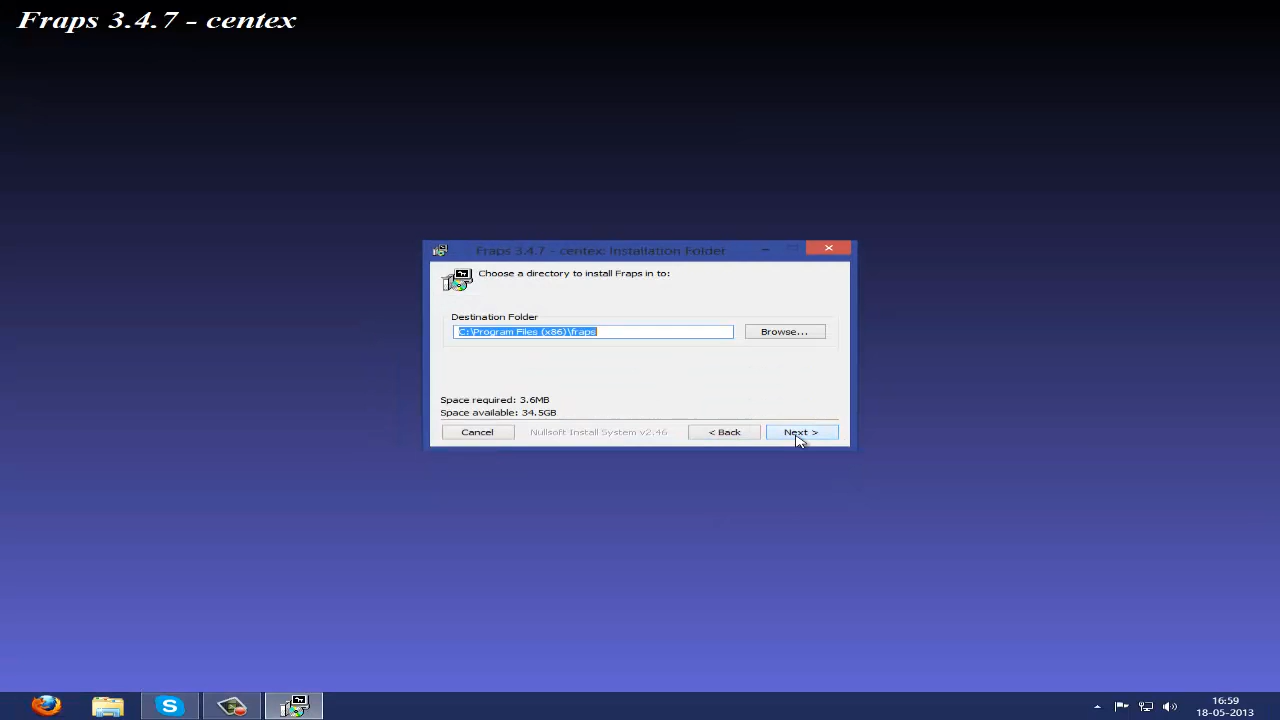 Fraps 3.4.7 - centex
Fraps 3.4.7 - centex: Installation Folder
Choose a directory to install Fraps in to:
Destination Folder
C:\Program Files (x86)\fraps
Browse...
Space required: 3.6MB
Space available: 34.5GB
Cancel
Nullsoft Install System v2.46
< Back
Next >
16:59
18-05-2013